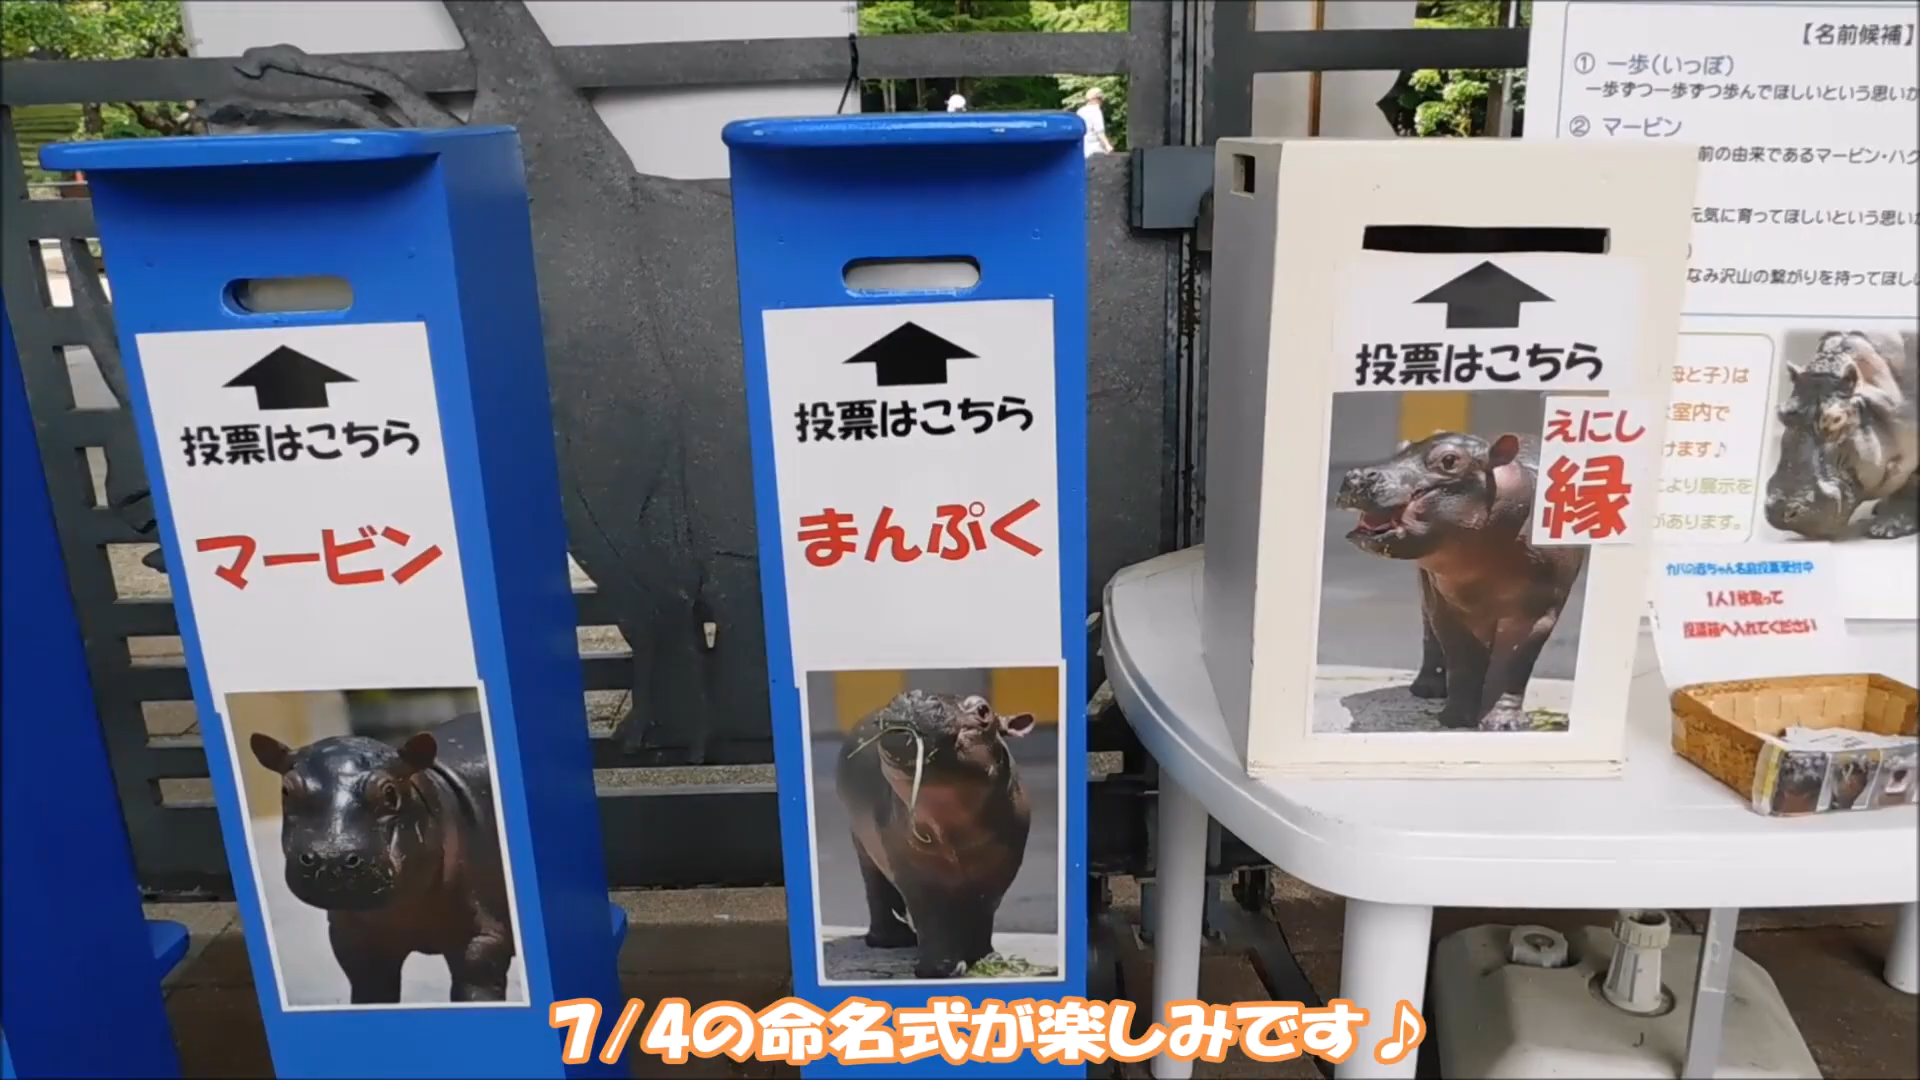 投票はこちら
マービン
投票はこちら
まんぷく
投票はこちら
えにし
縁
【名前候補】
① 一歩(いっぽ)
一歩ずつ一歩ずつ歩んでほしいという思い
② マービン
前の由来であるマービン・ハク
元気に育ってほしいという思い
なみ沢山の繋がりを持ってほし
母と子)は
室内で
けます♪
により展示を
があります。
カバの赤ちゃん名前投票受付中
1人1枚取って
投票箱へ入れてください
7/4の命名式が楽しみです♪